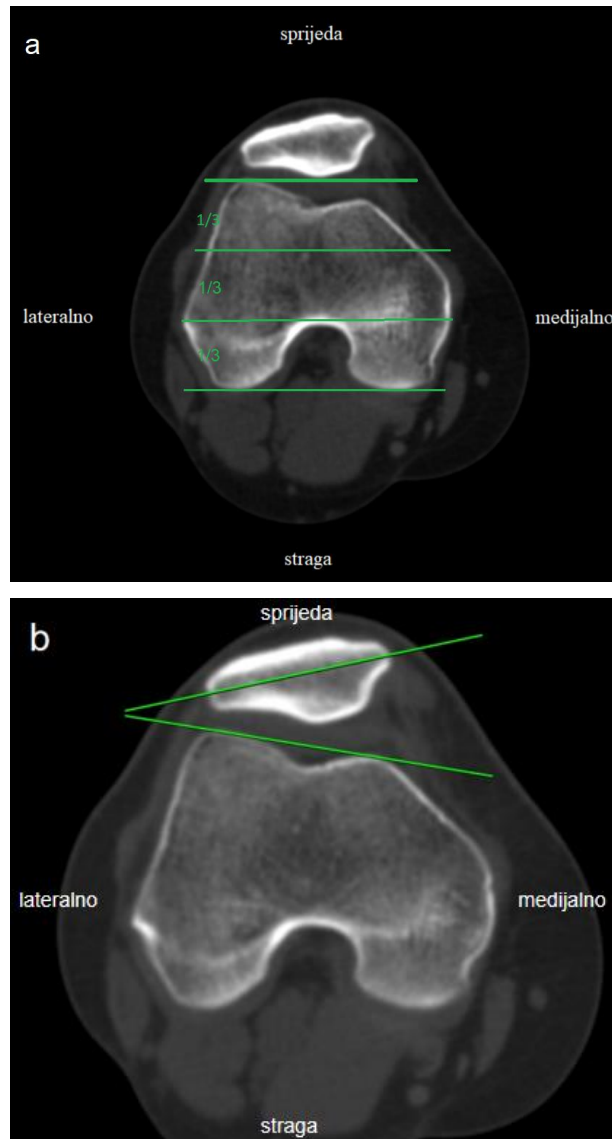 a
sprijeda
1/3
1/3
lateralno
medijalno
1/3
straga
b
sprijeda
lateralno
medijalno
straga